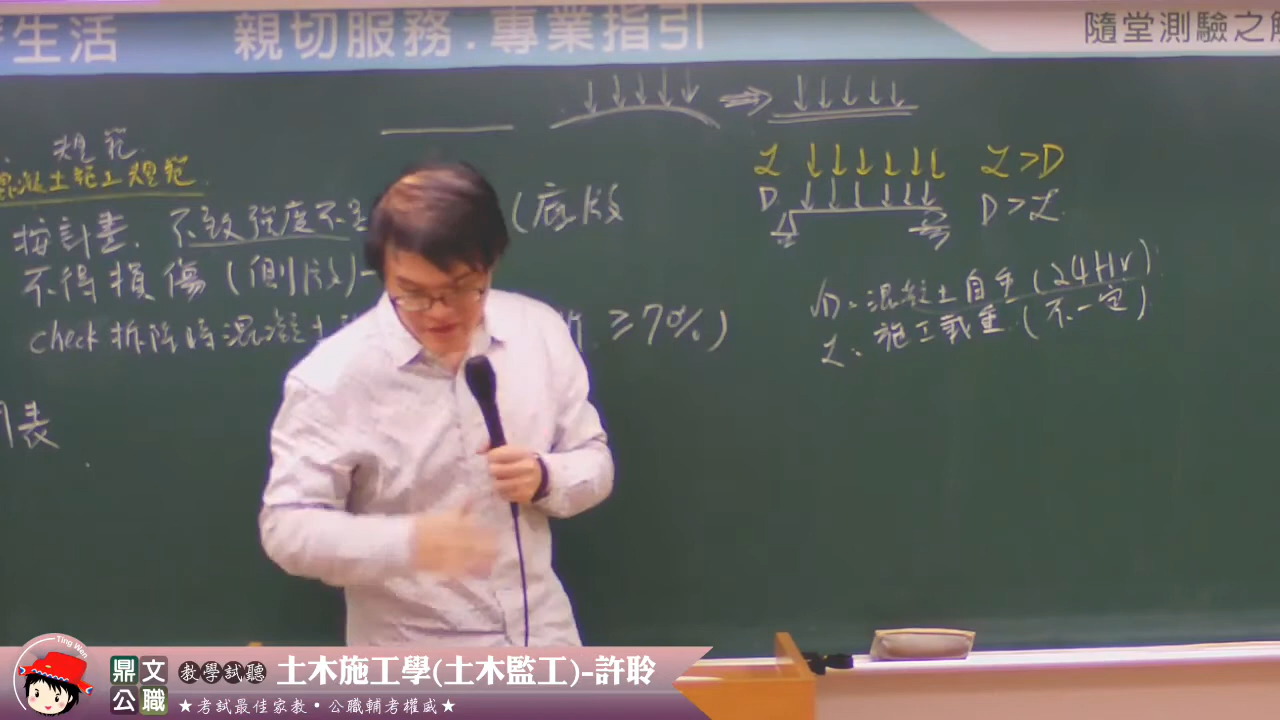 生活 親切服務.專業指引
隨堂測驗之解
規範
混凝土施工規範
按計畫. 不致強度不
(底版
不得損傷 (側版)-
check 拆除時混凝土
≥70%)
表
L
L>D
D
D>L
D: 混凝土自重 (24Hr)
L: 施工載重 (不一定)
Ting Wen
鼎文公職
教學試聽
土木施工學(土木監工)-許聆
★考試最佳家教•公職輔考權威★